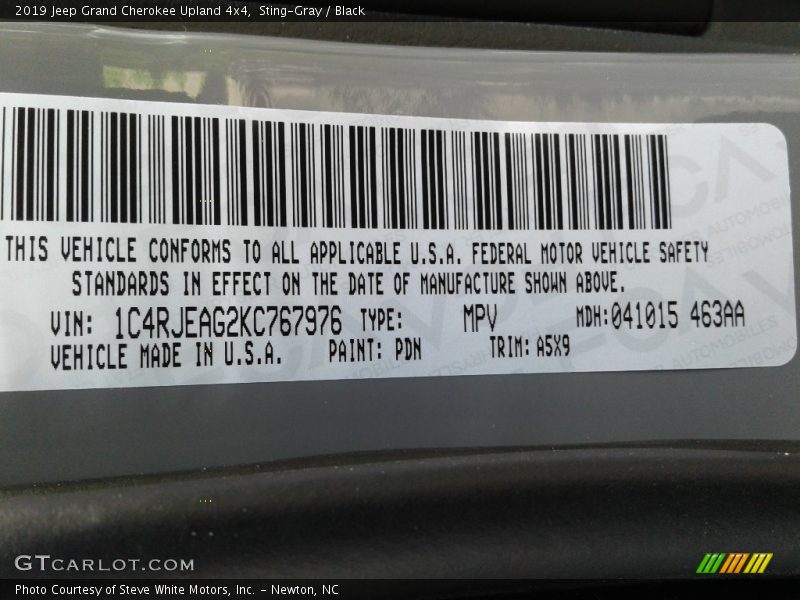 2019 Jeep Grand Cherokee Upland 4x4, Sting-Gray / Black
THIS VEHICLE CONFORMS TO ALL APPLICABLE U.S.A. FEDERAL MOTOR VEHICLE SAFETY
STANDARDS IN EFFECT ON THE DATE OF MANUFACTURE SHOWN ABOVE.
VIN: 1C4RJEAG2KC767976 TYPE: MPV MDH:041015 463AA
VEHICLE MADE IN U.S.A. PAINT: PDN TRIM: A5X9
GTCARLOT.COM
Photo Courtesy of Steve White Motors, Inc. - Newton, NC